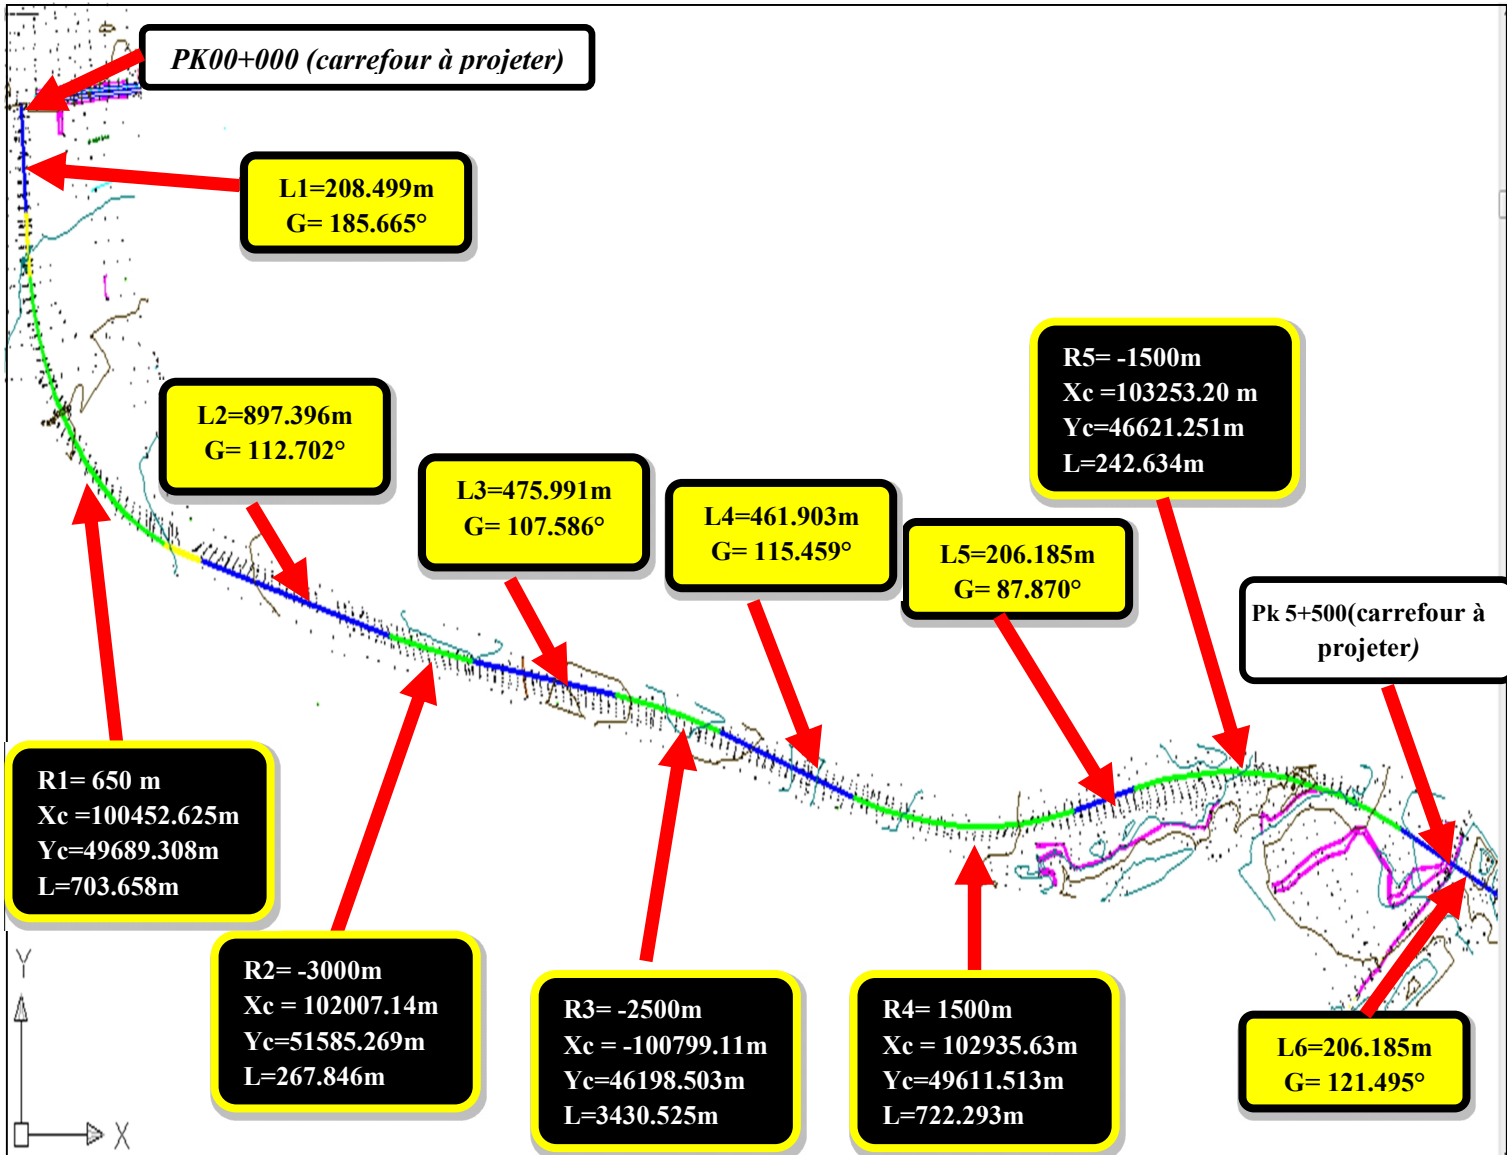 PK00+000 (carrefour à projeter)
L1=208.499m
G= 185.665°
L2=897.396m
G= 112.702°
L3=475.991m
G= 107.586°
L4=461.903m
G= 115.459°
L5=206.185m
G= 87.870°
R5= -1500m
Xc =103253.20 m
Yc=46621.251m
L=242.634m
Pk 5+500(carrefour à
projeter)
R1= 650 m
Xc =100452.625m
Yc=49689.308m
L=703.658m
R2= -3000m
Xc = 102007.14m
Yc=51585.269m
L=267.846m
R3= -2500m
Xc = -100799.11m
Yc=46198.503m
L=3430.525m
R4= 1500m
Xc = 102935.63m
Yc=49611.513m
L=722.293m
L6=206.185m
G= 121.495°
Y
X